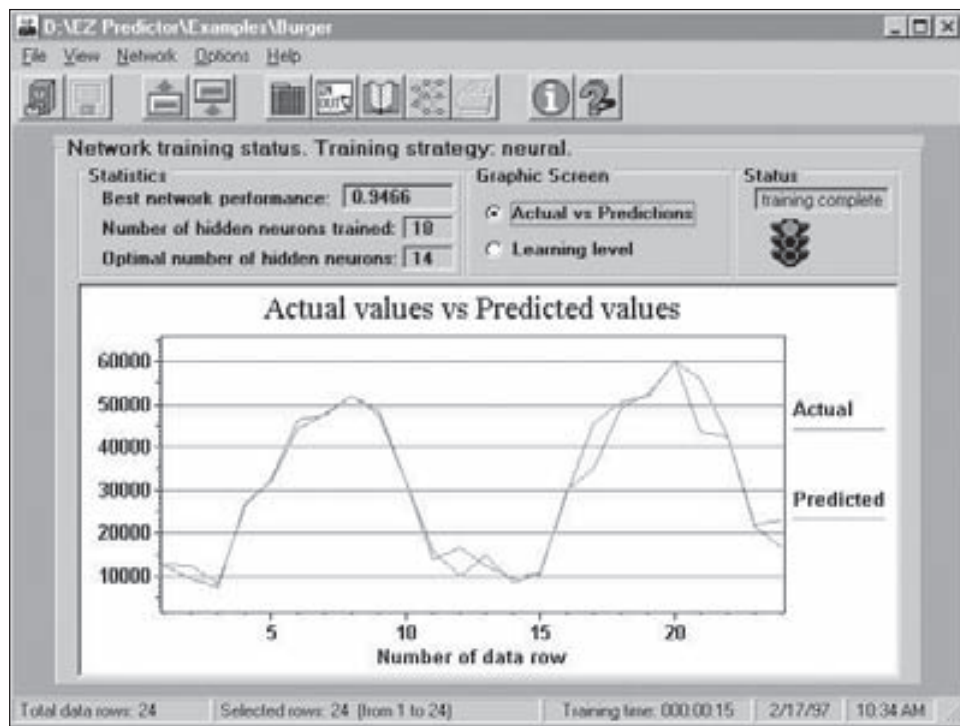 D:\EZ Predictor\Examples\Burger
File View Network Options Help
OUT
Network training status. Training strategy: neural.
Statistics
Best network performance: 0.9466
Number of hidden neurons trained: 18
Optimal number of hidden neurons: 14
Graphic Screen
Actual vs Predictions
Learning level
Status
training complete
Actual values vs Predicted values
60000
50000
40000
30000
20000
10000
5 10 15 20
Number of data row
Actual
Predicted
Total data rows: 24 Selected rows: 24 (from 1 to 24) Training time: 000:00:15 2/17/97 10:34 AM